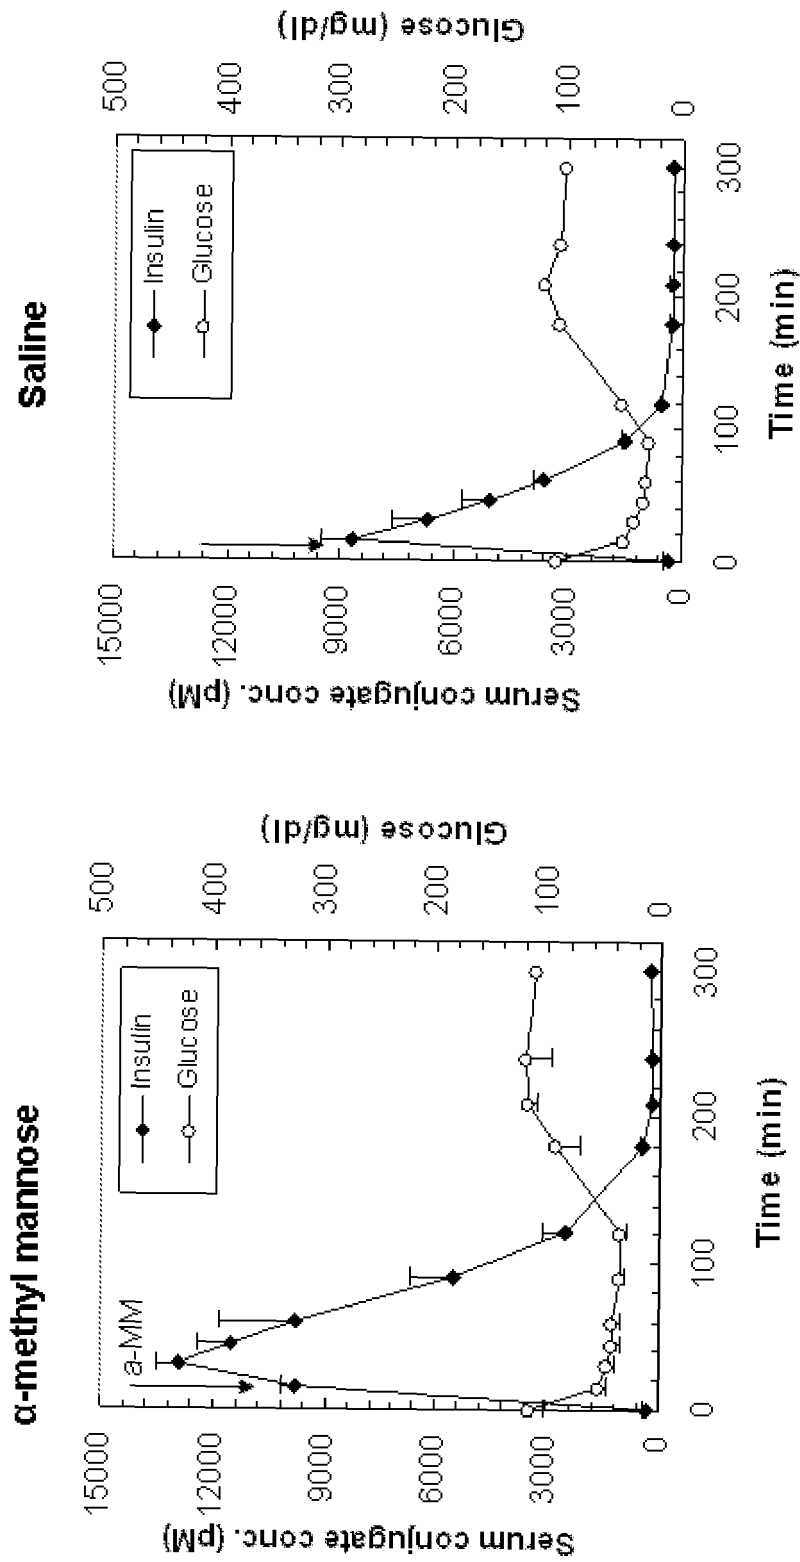 α-methyl mannose
Serum conjugate conc. (pM)
15000
12000
9000
6000
3000
0
a-MM
Insulin
Glucose
500
400
300
200
100
0
Glucose (mg/dl)
0
100
200
300
Time (min)
Saline
Serum conjugate conc. (pM)
15000
12000
9000
6000
3000
0
Insulin
Glucose
500
400
300
200
100
0
Glucose (mg/dl)
0
100
200
300
Time (min)